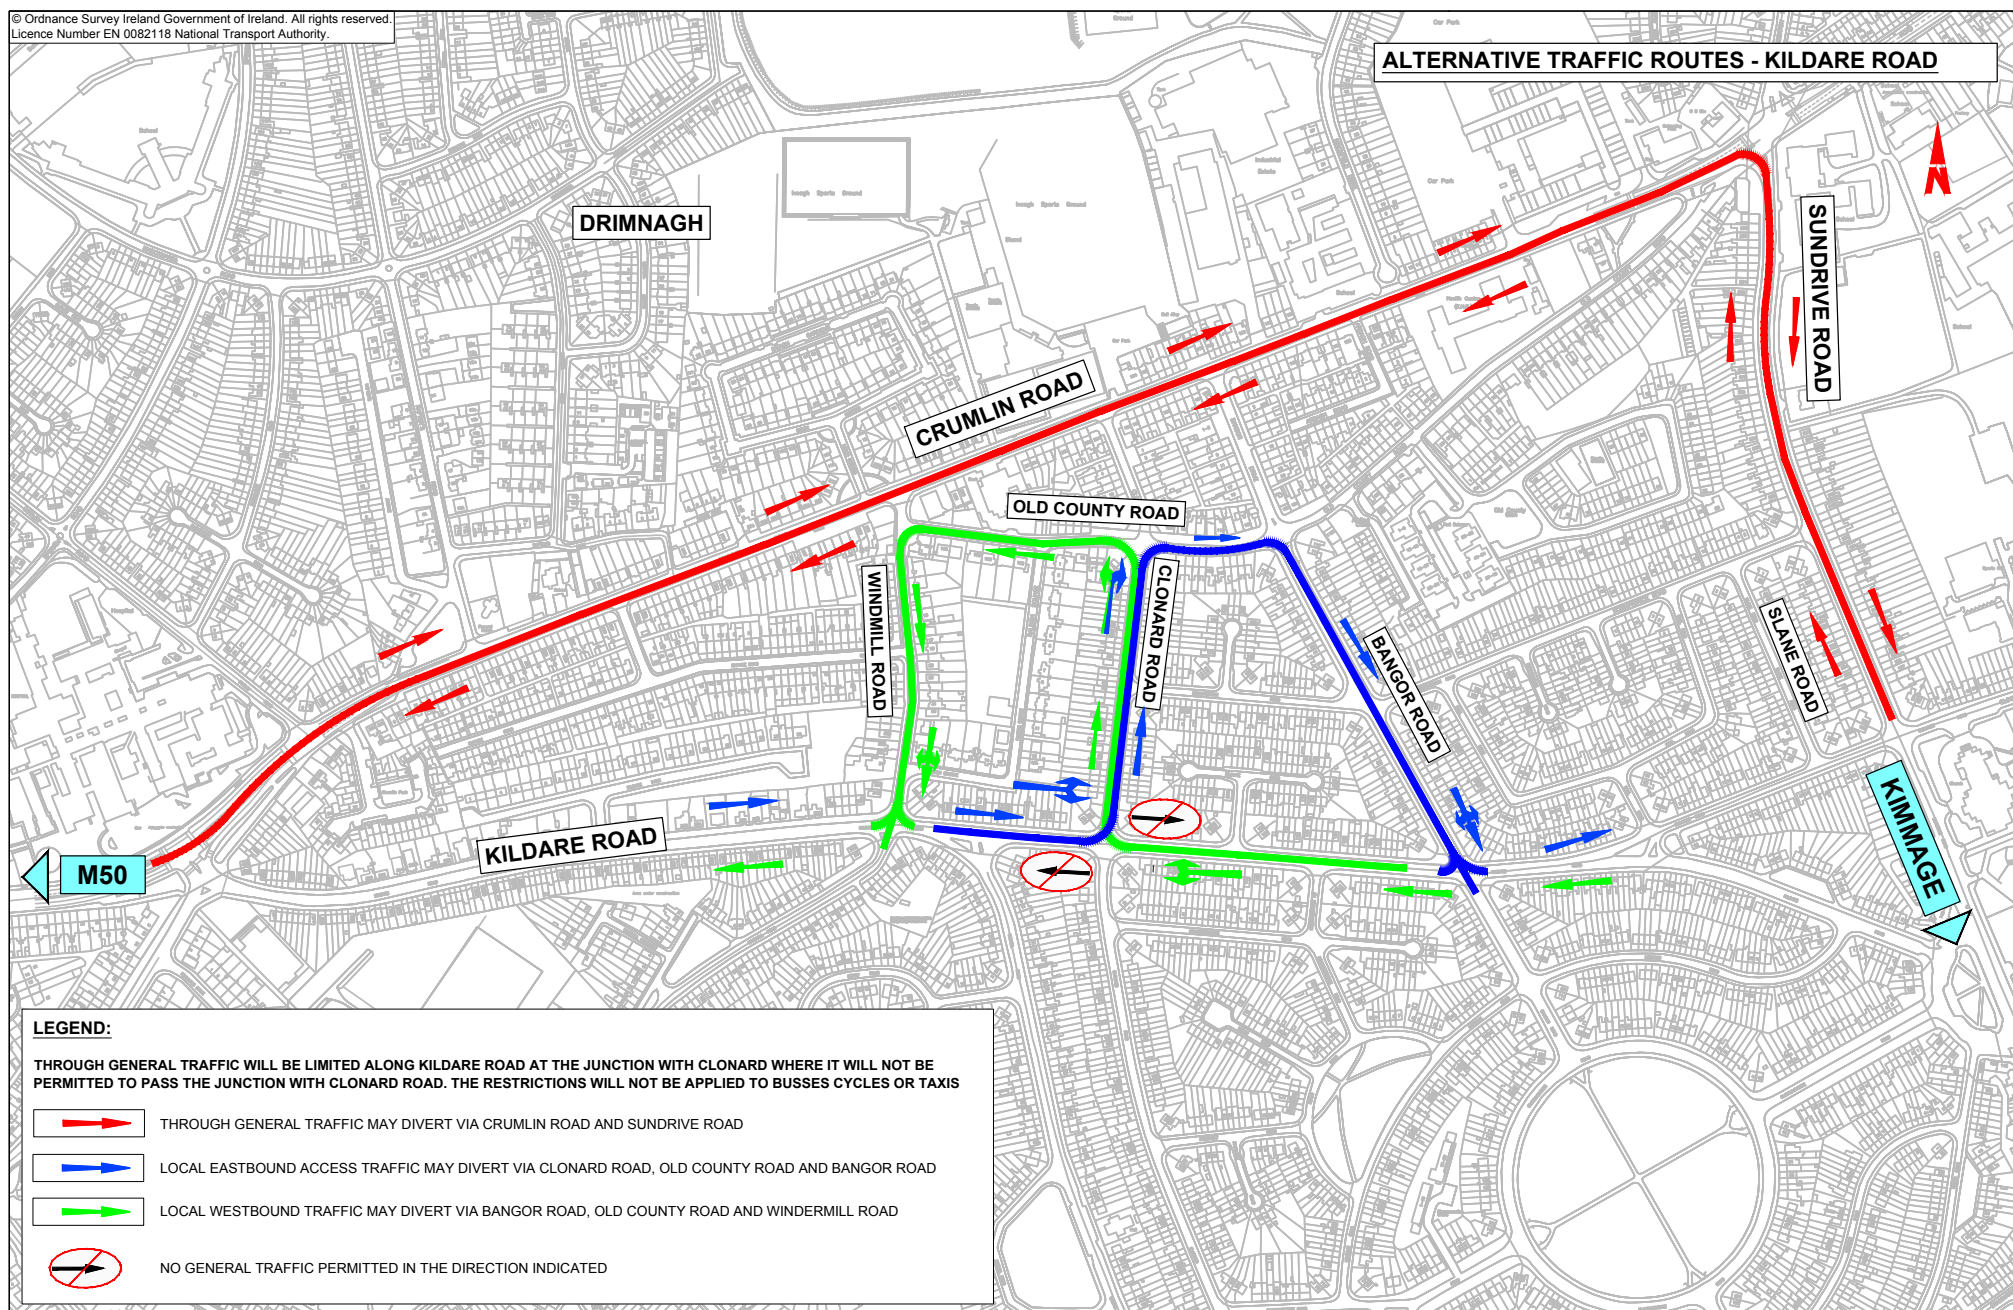 © Ordnance Survey Ireland Government of Ireland. All rights reserved.
Licence Number EN 0082118 National Transport Authority.
ALTERNATIVE TRAFFIC ROUTES - KILDARE ROAD
N
DRIMNAGH
SUNDRIVE ROAD
CRUMLIN ROAD
OLD COUNTY ROAD
WINDMILL ROAD
CLONARD ROAD
BANGOR ROAD
SLANE ROAD
KILDARE ROAD
M50
KIMMAGE
LEGEND:
THROUGH GENERAL TRAFFIC WILL BE LIMITED ALONG KILDARE ROAD AT THE JUNCTION WITH CLONARD WHERE IT WILL NOT BE
PERMITTED TO PASS THE JUNCTION WITH CLONARD ROAD. THE RESTRICTIONS WILL NOT BE APPLIED TO BUSSES CYCLES OR TAXIS
THROUGH GENERAL TRAFFIC MAY DIVERT VIA CRUMLIN ROAD AND SUNDRIVE ROAD
LOCAL EASTBOUND ACCESS TRAFFIC MAY DIVERT VIA CLONARD ROAD, OLD COUNTY ROAD AND BANGOR ROAD
LOCAL WESTBOUND TRAFFIC MAY DIVERT VIA BANGOR ROAD, OLD COUNTY ROAD AND WINDERMILL ROAD
NO GENERAL TRAFFIC PERMITTED IN THE DIRECTION INDICATED